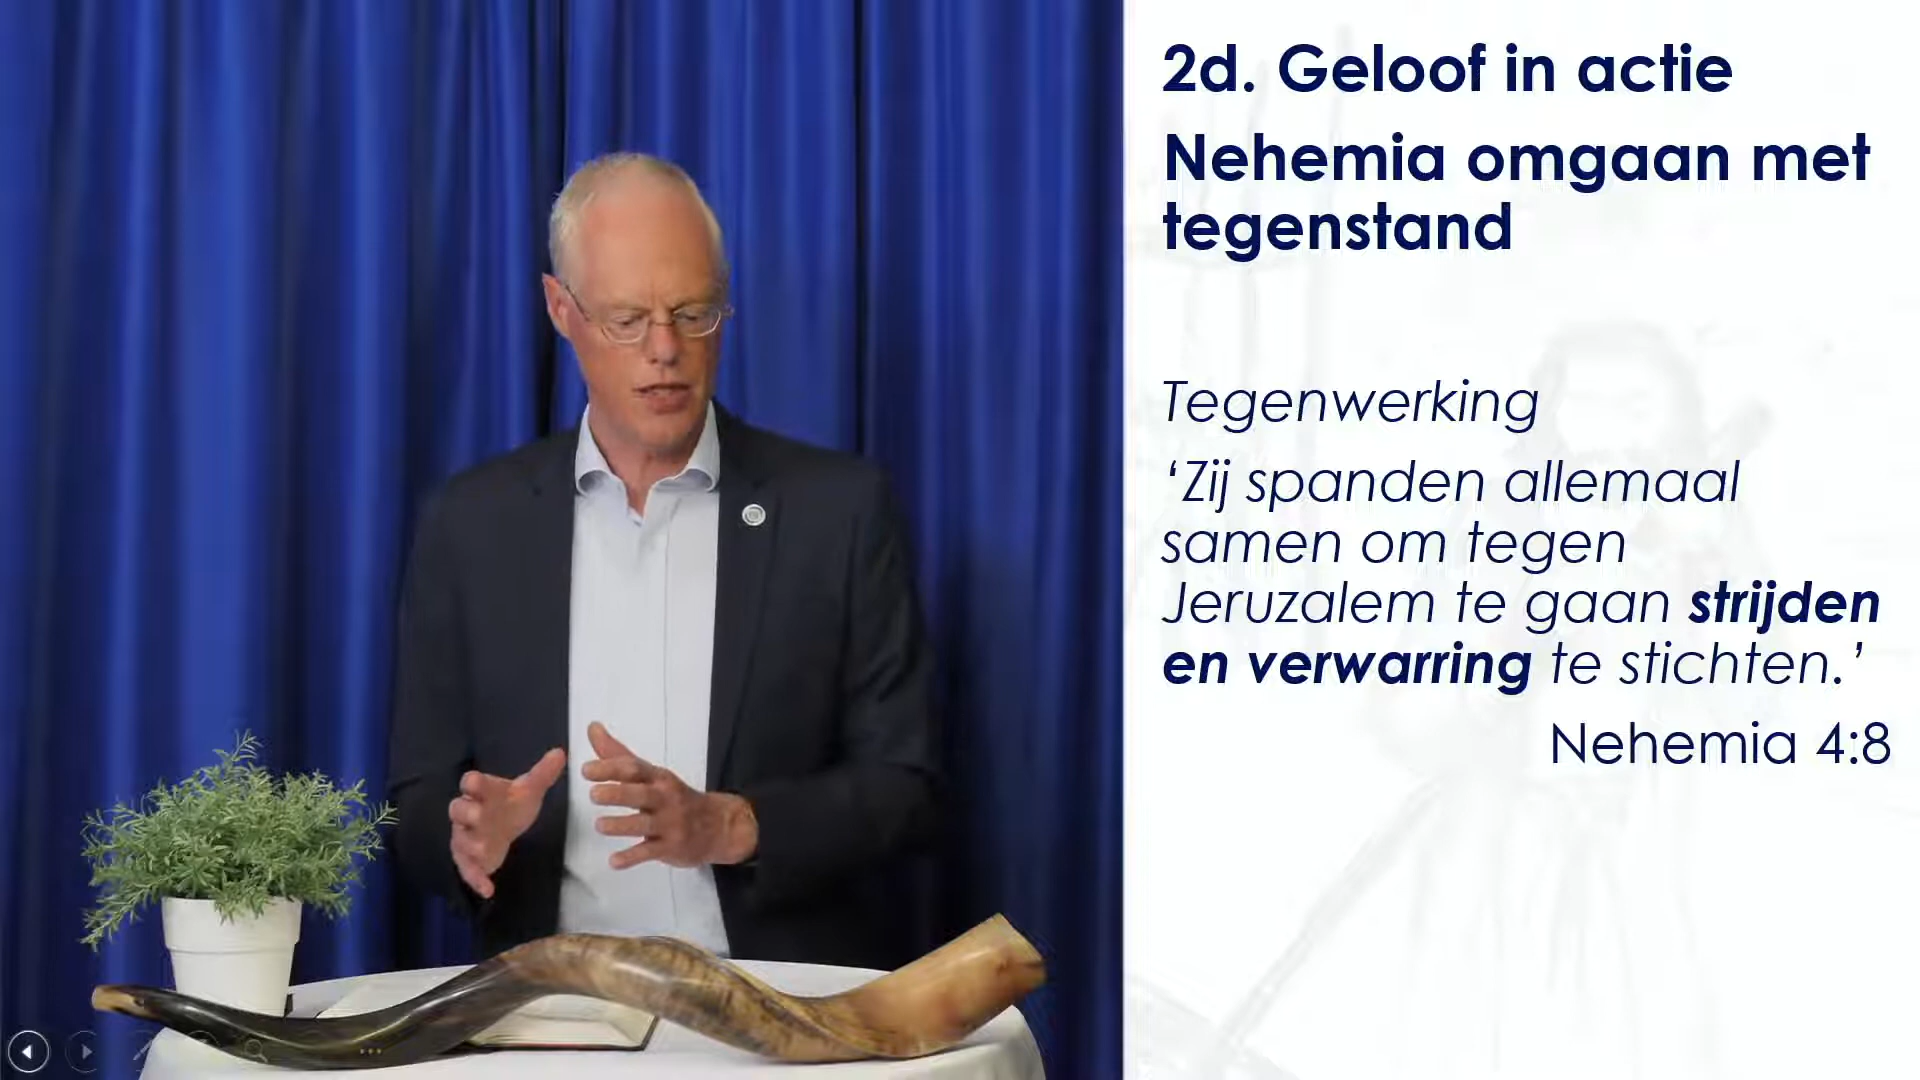 2d. Geloof in actie
Nehemia omgaan met
tegenstand
Tegenwerking
‘Zij spanden allemaal
samen om tegen
Jeruzalem te gaan strijden
en verwarring te stichten.’
Nehemia 4:8